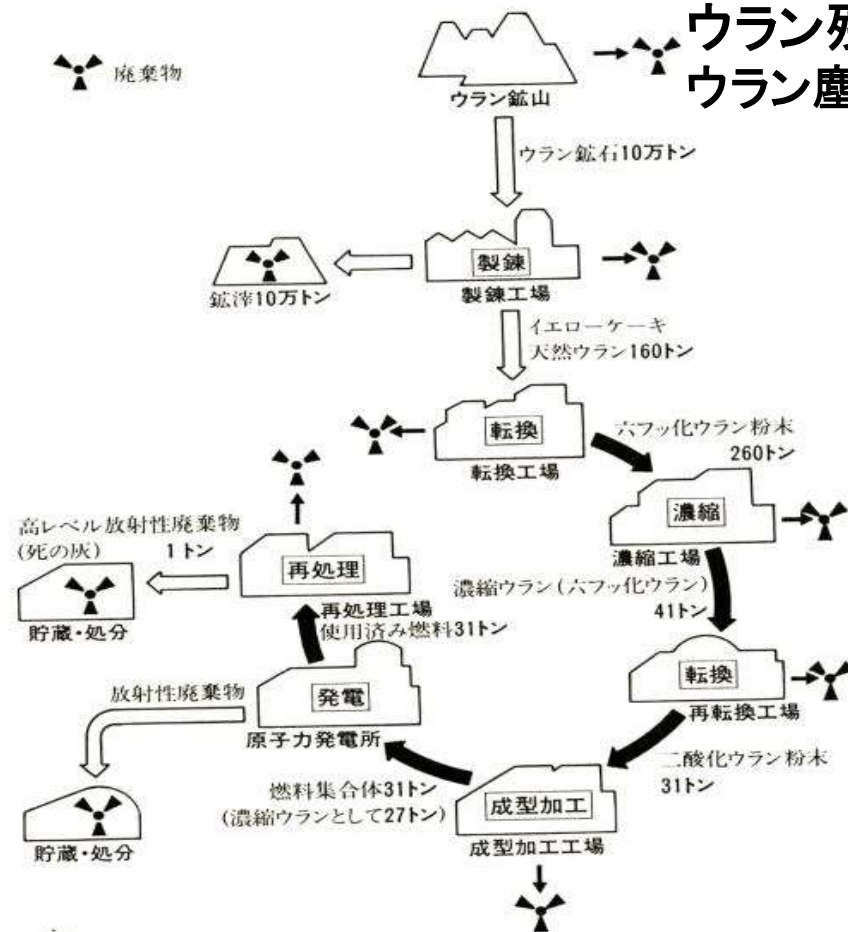 ウラン残
ウラン塵
廃棄物
ウラン鉱山
ウラン鉱石10万トン
製錬
製錬工場
鉱滓10万トン
イエローケーキ
天然ウラン160トン
転換
転換工場
六フッ化ウラン粉末
260トン
濃縮
濃縮工場
高レベル放射性廃棄物
(死の灰) 1トン
再処理
再処理工場
貯蔵・処分
濃縮ウラン(六フッ化ウラン)
41トン
使用済み燃料31トン
転換
再転換工場
放射性廃棄物
発電
原子力発電所
二酸化ウラン粉末
31トン
燃料集合体31トン
(濃縮ウランとして27トン)
成型加工
成型加工工場
貯蔵・処分